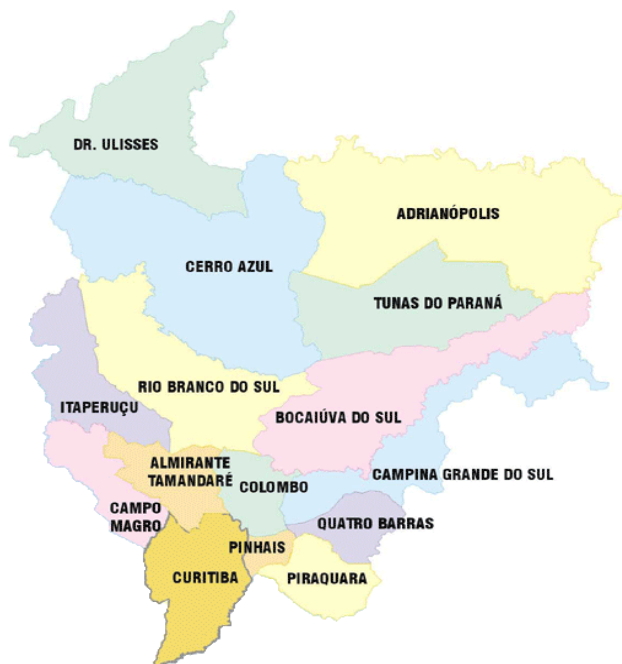 DR. ULISSES
ADRIANÓPOLIS
CERRO AZUL
TUNAS DO PARANÁ
RIO BRANCO DO SUL
ITAPERUÇU
BOCAIÚVA DO SUL
ALMIRANTE
TAMANDARÉ
COLOMBO
CAMPINA GRANDE DO SUL
CAMPO
MAGRO
QUATRO BARRAS
PINHAIS
CURITIBA
PIRAQUARA